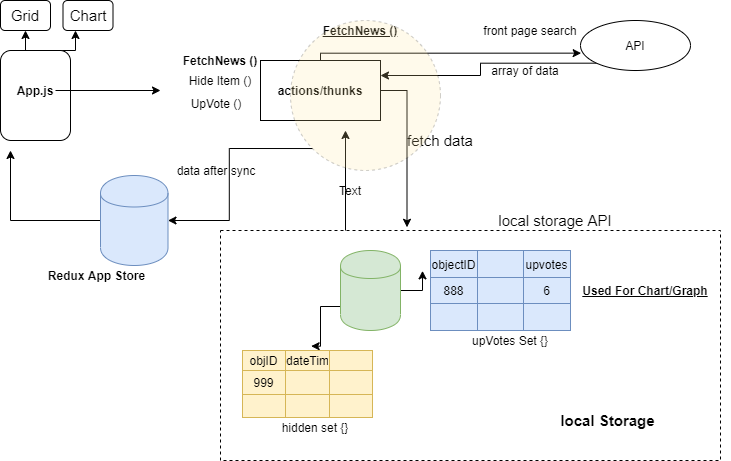 Grid
Chart
App.js
FetchNews ()
front page search
API
FetchNews ()
Hide Item ()
UpVote ()
actions/thunks
array of data
fetch data
data after sync
Text
Redux App Store
local storage API
objectID upvotes
888 6
Used For Chart/Graph
upVotes Set {}
objID dateTim
999
hidden set {}
local Storage